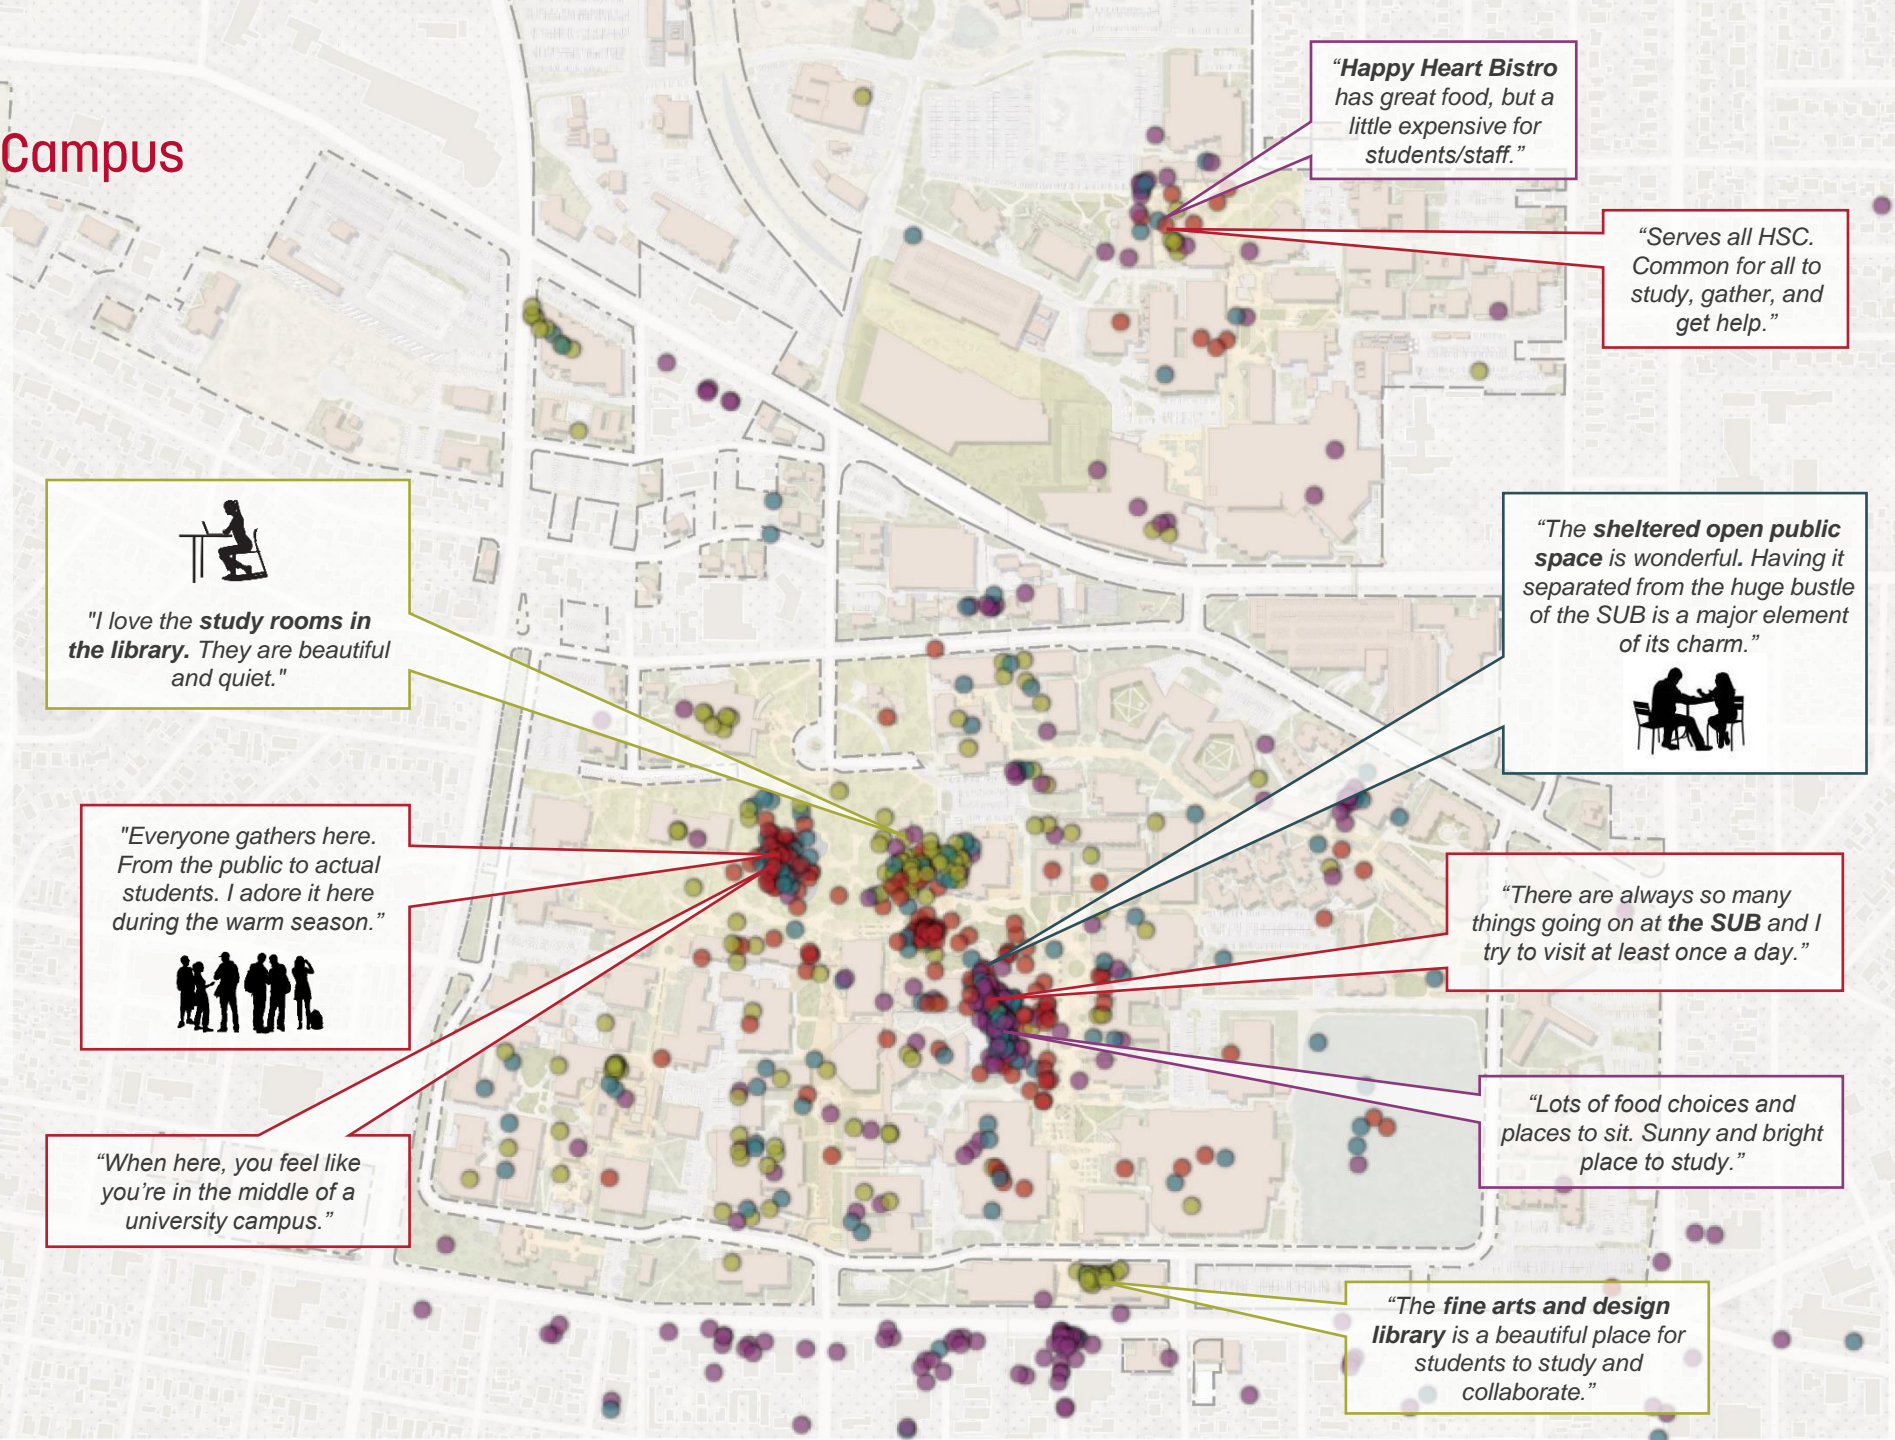 Campus
“Happy Heart Bistro
has great food, but a
little expensive for
students/staff.”
“Serves all HSC.
Common for all to
study, gather, and
get help.”
"I love the study rooms in
the library. They are beautiful
and quiet."
“The sheltered open public
space is wonderful. Having it
separated from the huge bustle
of the SUB is a major element
of its charm.”
"Everyone gathers here.
From the public to actual
students. I adore it here
during the warm season.”
“There are always so many
things going on at the SUB and I
try to visit at least once a day.”
“Lots of food choices and
places to sit. Sunny and bright
place to study.”
“When here, you feel like
you’re in the middle of a
university campus.”
“The fine arts and design
library is a beautiful place for
students to study and
collaborate.”